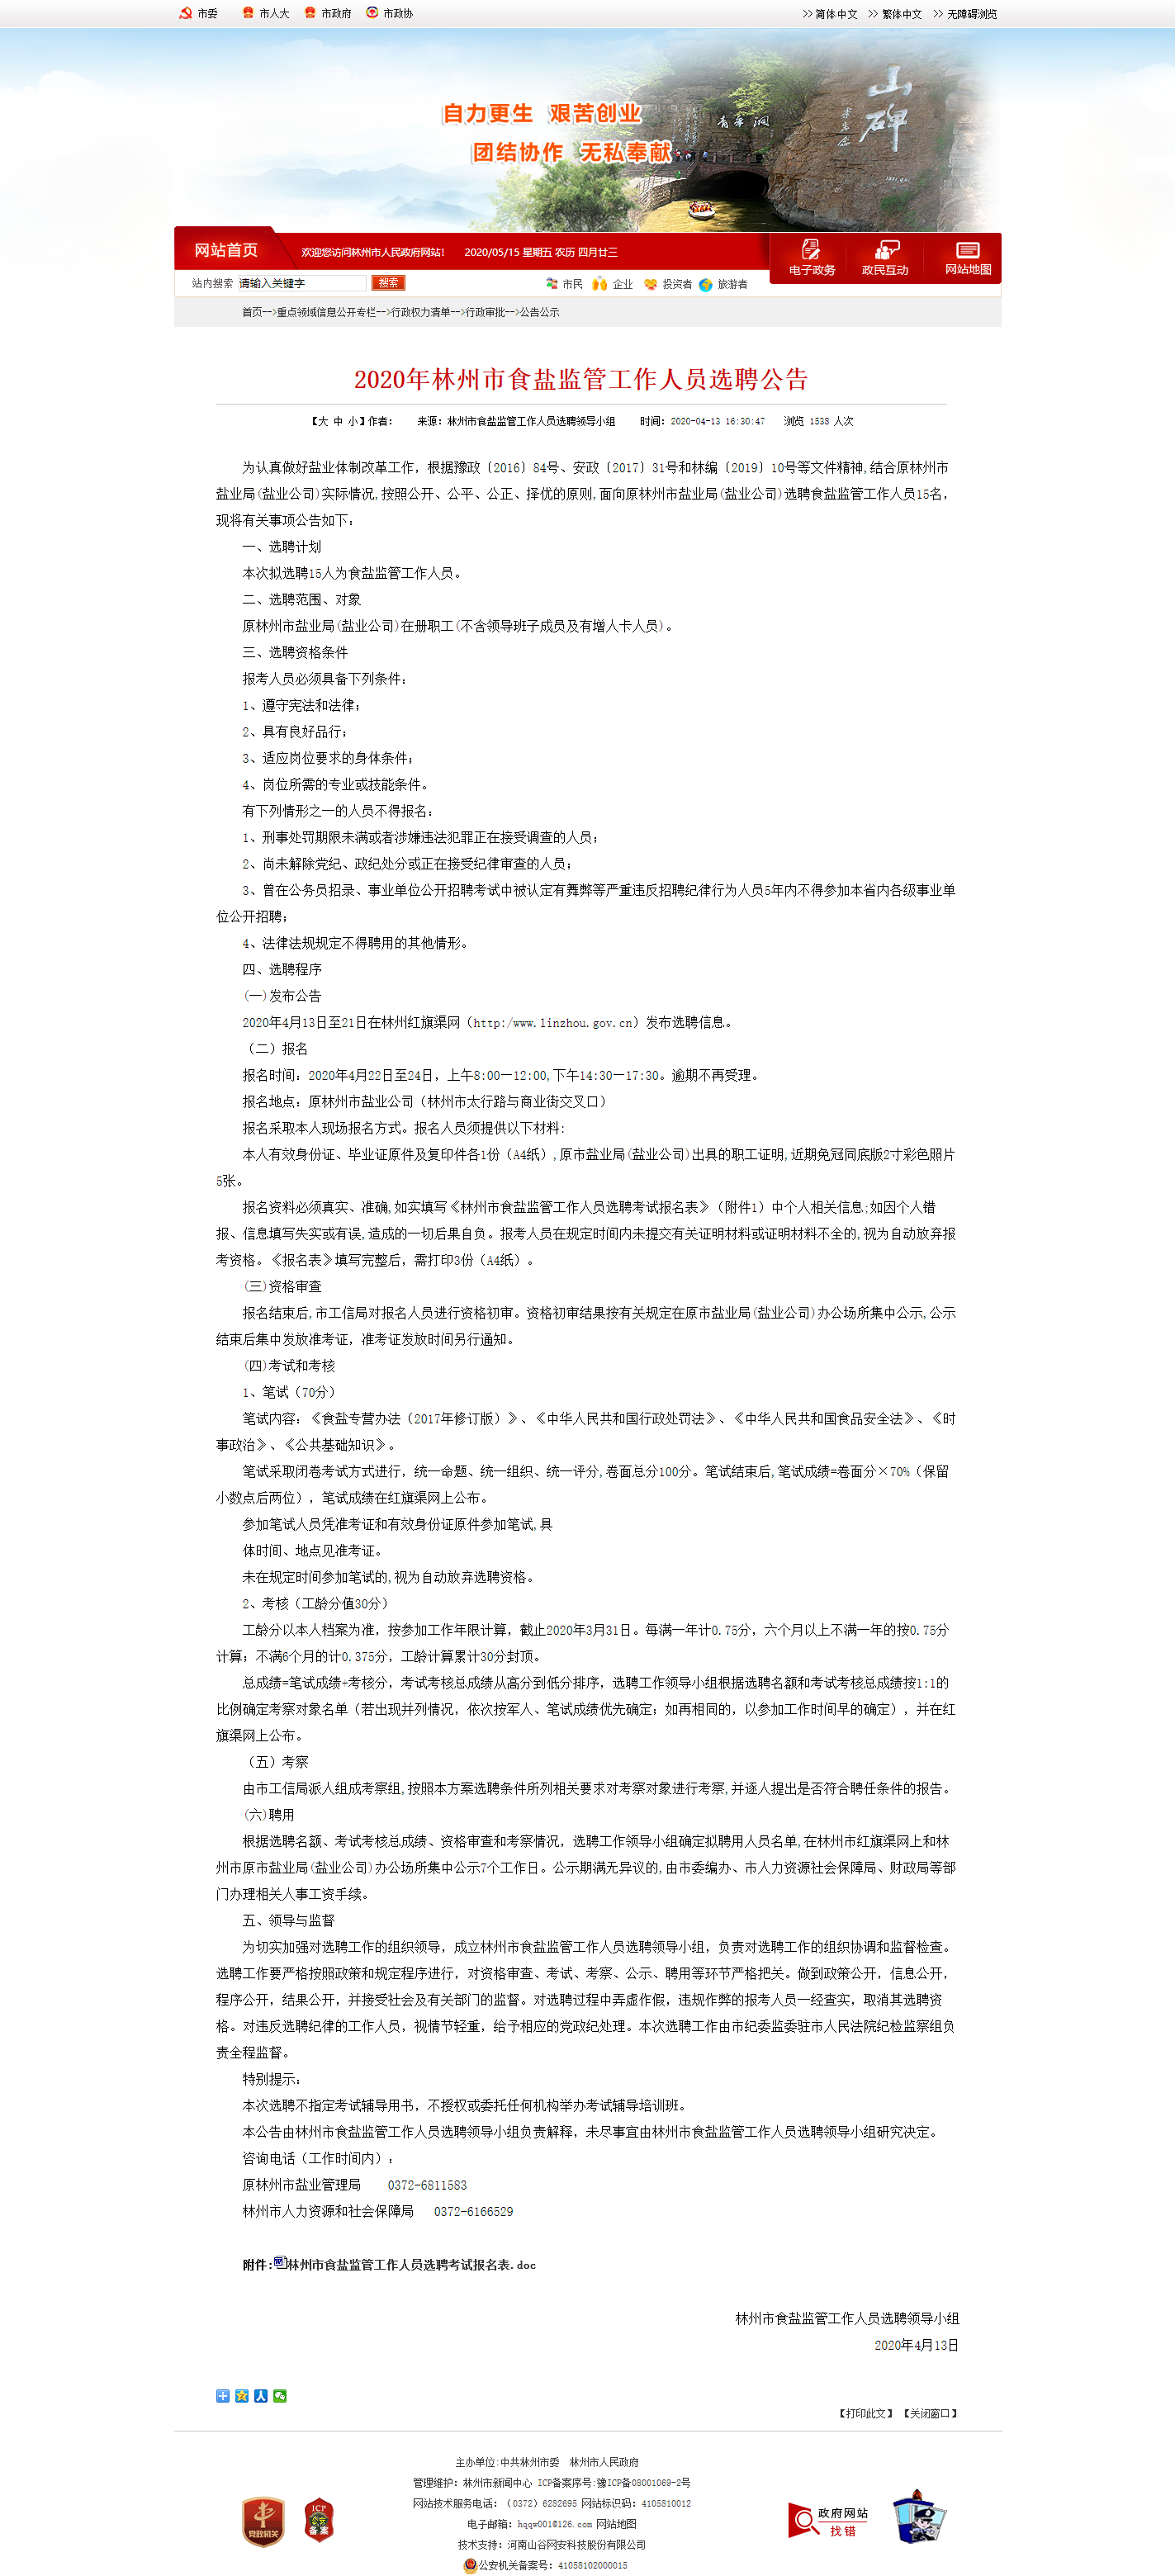 市委 市人大 市政府 市政协 >> 简体中文 >> 繁体中文 >> 无障碍浏览
山碑
青年洞
自力更生 艰苦创业
团结协作 无私奉献
网站首页 欢迎您访问林州市人民政府网站! 2020/05/15 星期五 农历 四月廿三 电子政务 政民互动 网站地图
站内搜索 请输入关键字 搜索 市民 企业 投资者 旅游者
首页-->重点领域信息公开专栏-->行政权力清单-->行政审批-->公告公示
2020年林州市食盐监管工作人员选聘公告
【大 中 小】作者: 来源: 林州市食盐监管工作人员选聘领导小组 时间: 2020-04-13 16:30:47 浏览 1538 人次
为认真做好盐业体制改革工作，根据豫政〔2016〕84号、安政〔2017〕31号和林编〔2019〕10号等文件精神,结合原林州市
盐业局(盐业公司)实际情况,按照公开、公平、公正、择优的原则,面向原林州市盐业局(盐业公司)选聘食盐监管工作人员15名，
现将有关事项公告如下：
一、选聘计划
本次拟选聘15人为食盐监管工作人员。
二、选聘范围、对象
原林州市盐业局(盐业公司)在册职工(不含领导班子成员及有增人卡人员)。
三、选聘资格条件
报考人员必须具备下列条件：
1、遵守宪法和法律；
2、具有良好品行；
3、适应岗位要求的身体条件；
4、岗位所需的专业或技能条件。
有下列情形之一的人员不得报名：
1、刑事处罚期限未满或者涉嫌违法犯罪正在接受调查的人员；
2、尚未解除党纪、政纪处分或正在接受纪律审查的人员；
3、曾在公务员招录、事业单位公开招聘考试中被认定有舞弊等严重违反招聘纪律行为人员5年内不得参加本省内各级事业单
位公开招聘；
4、法律法规规定不得聘用的其他情形。
四、选聘程序
(一)发布公告
2020年4月13日至21日在林州红旗渠网（http:/www.linzhou.gov.cn）发布选聘信息。
（二）报名
报名时间：2020年4月22日至24日，上午8:00一12:00,下午14:30一17:30。逾期不再受理。
报名地点：原林州市盐业公司（林州市太行路与商业街交叉口）
报名采取本人现场报名方式。报名人员须提供以下材料:
本人有效身份证、毕业证原件及复印件各1份（A4纸）,原市盐业局(盐业公司)出具的职工证明,近期免冠同底版2寸彩色照片
5张。
报名资料必须真实、准确,如实填写《林州市食盐监管工作人员选聘考试报名表》（附件1）中个人相关信息;如因个人错
报、信息填写失实或有误,造成的一切后果自负。报考人员在规定时间内未提交有关证明材料或证明材料不全的,视为自动放弃报
考资格。《报名表》填写完整后，需打印3份（A4纸）。
(三)资格审查
报名结束后,市工信局对报名人员进行资格初审。资格初审结果按有关规定在原市盐业局(盐业公司)办公场所集中公示,公示
结束后集中发放准考证，准考证发放时间另行通知。
(四)考试和考核
1、笔试（70分）
笔试内容：《食盐专营办法（2017年修订版）》、《中华人民共和国行政处罚法》、《中华人民共和国食品安全法》、《时
事政治》、《公共基础知识》。
笔试采取闭卷考试方式进行，统一命题、统一组织、统一评分,卷面总分100分。笔试结束后,笔试成绩=卷面分×70%（保留
小数点后两位），笔试成绩在红旗渠网上公布。
参加笔试人员凭准考证和有效身份证原件参加笔试,具
体时间、地点见准考证。
未在规定时间参加笔试的,视为自动放弃选聘资格。
2、考核（工龄分值30分）
工龄分以本人档案为准，按参加工作年限计算，截止2020年3月31日。每满一年计0.75分，六个月以上不满一年的按0.75分
计算；不满6个月的计0.375分，工龄计算累计30分封顶。
总成绩=笔试成绩+考核分，考试考核总成绩从高分到低分排序，选聘工作领导小组根据选聘名额和考试考核总成绩按1:1的
比例确定考察对象名单（若出现并列情况，依次按军人、笔试成绩优先确定；如再相同的，以参加工作时间早的确定），并在红
旗渠网上公布。
（五）考察
由市工信局派人组成考察组,按照本方案选聘条件所列相关要求对考察对象进行考察,并逐人提出是否符合聘任条件的报告。
(六)聘用
根据选聘名额、考试考核总成绩、资格审查和考察情况，选聘工作领导小组确定拟聘用人员名单,在林州市红旗渠网上和林
州市原市盐业局(盐业公司)办公场所集中公示7个工作日。公示期满无异议的,由市委编办、市人力资源社会保障局、财政局等部
门办理相关人事工资手续。
五、领导与监督
为切实加强对选聘工作的组织领导，成立林州市食盐监管工作人员选聘领导小组，负责对选聘工作的组织协调和监督检查。
选聘工作要严格按照政策和规定程序进行，对资格审查、考试、考察、公示、聘用等环节严格把关。做到政策公开，信息公开，
程序公开，结果公开，并接受社会及有关部门的监督。对选聘过程中弄虚作假，违规作弊的报考人员一经查实，取消其选聘资
格。对违反选聘纪律的工作人员，视情节轻重，给予相应的党政纪处理。本次选聘工作由市纪委监委驻市人民法院纪检监察组负
责全程监督。
特别提示：
本次选聘不指定考试辅导用书，不授权或委托任何机构举办考试辅导培训班。
本公告由林州市食盐监管工作人员选聘领导小组负责解释，未尽事宜由林州市食盐监管工作人员选聘领导小组研究决定。
咨询电话（工作时间内）：
原林州市盐业管理局 0372-6811583
林州市人力资源和社会保障局 0372-6166529
附件:林州市食盐监管工作人员选聘考试报名表.doc
林州市食盐监管工作人员选聘领导小组
2020年4月13日
【打印此文】 【关闭窗口】
主办单位:中共林州市委 林州市人民政府
管理维护: 林州市新闻中心 ICP备案序号:豫ICP备08001069-2号
网站技术服务电话: （0372）6282695 网站标识码: 4105810012
电子邮箱: hqqw001@126.com 网站地图
技术支持: 河南山谷网安科技股份有限公司
公安机关备案号: 41058102000015
党政机关
ICP 备案
政府网站
找错